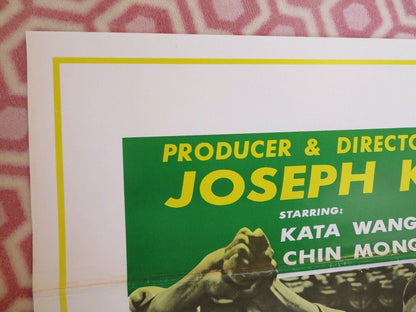 PRODUCER & DIRECTO
JOSEPH K
STARRING:
KATA WANG
CHIN MONG